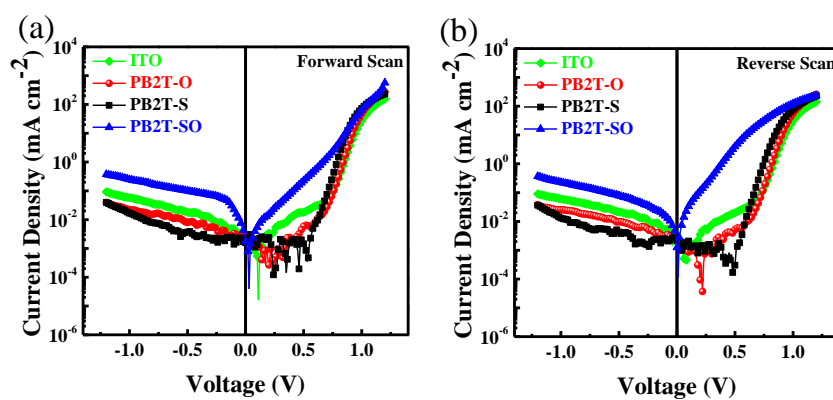 (a)
10^4
10^2
10^0
10^-2
10^-4
10^-6
Current Density (mA cm^-2)
ITO
PB2T-O
PB2T-S
PB2T-SO
Forward Scan
-1.0 -0.5 0.0 0.5 1.0
Voltage (V)
(b)
10^4
10^2
10^0
10^-2
10^-4
10^-6
Current Density (mA cm^-2)
ITO
PB2T-O
PB2T-S
PB2T-SO
Reverse Scan
-1.0 -0.5 0.0 0.5 1.0
Voltage (V)